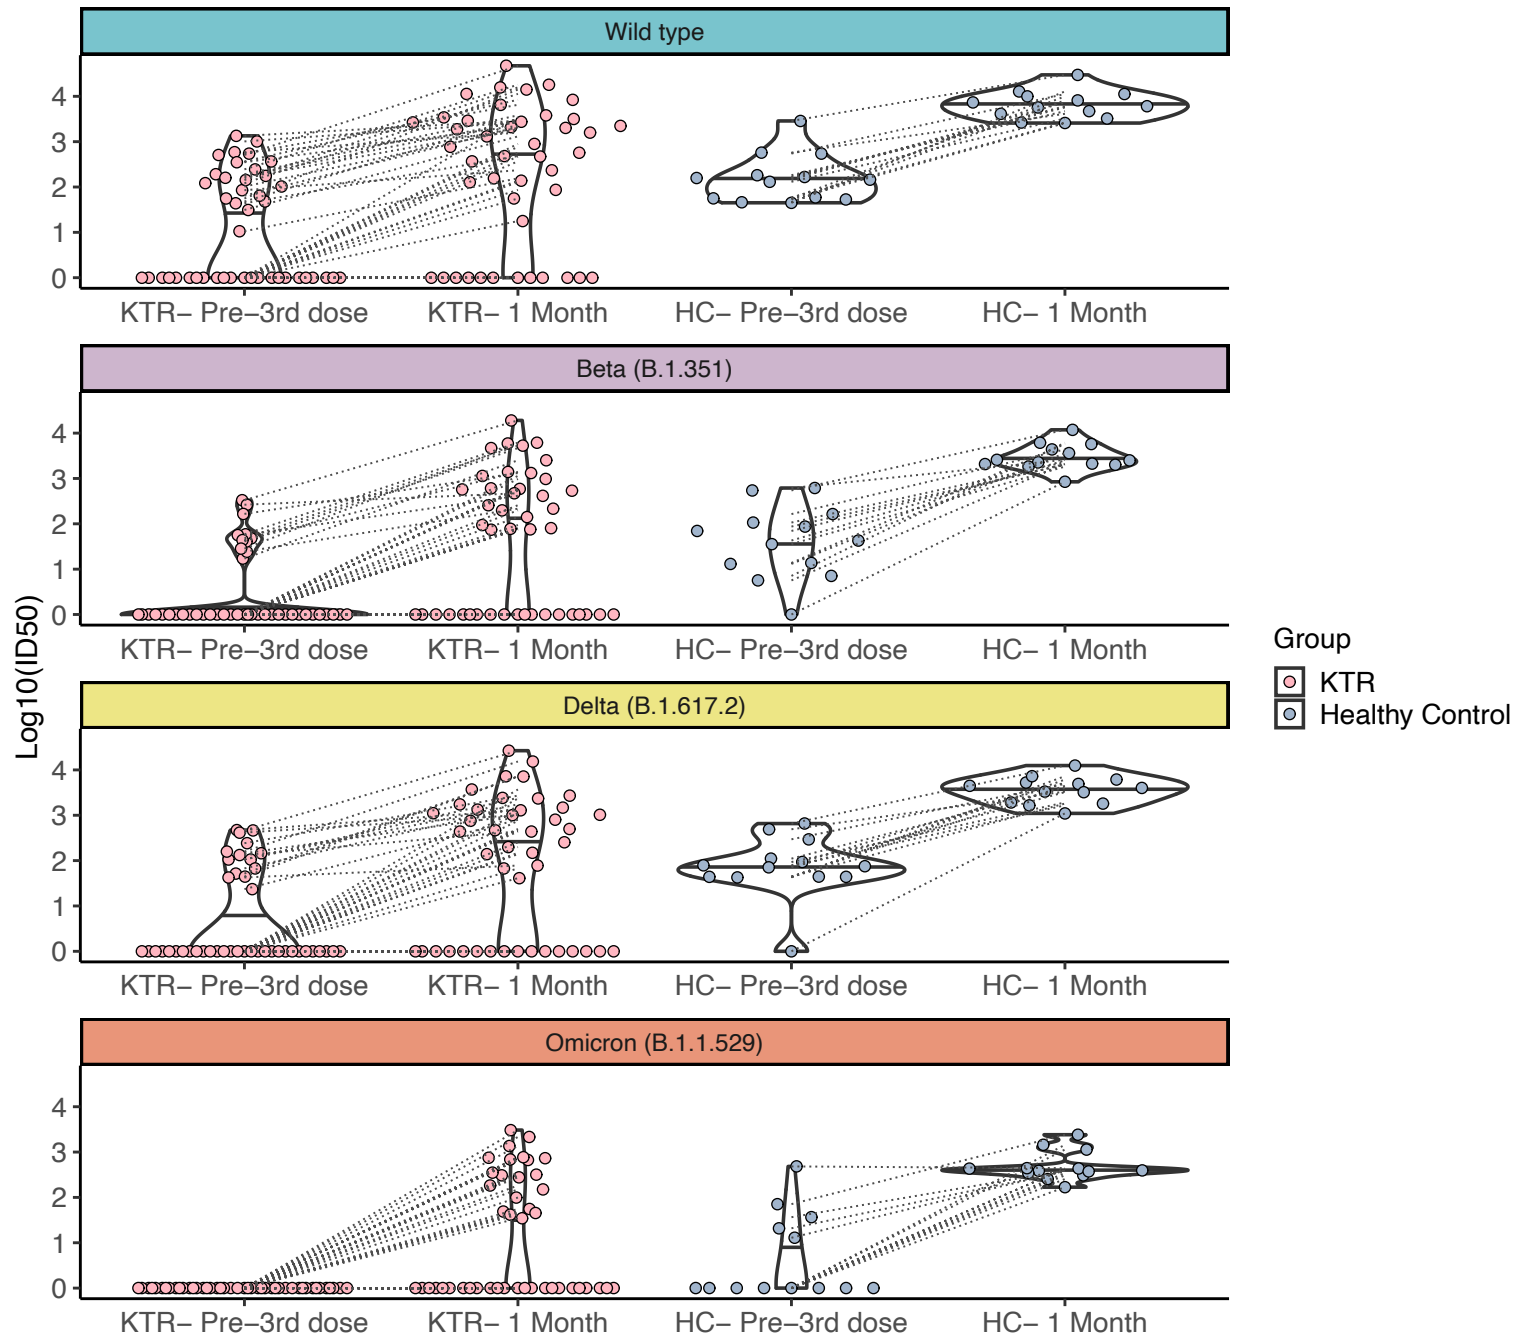 Wild type
4
3
2
1
0
KTR− Pre−3rd dose KTR− 1 Month HC− Pre−3rd dose HC− 1 Month
Beta (B.1.351)
4
3
2
1
0
KTR− Pre−3rd dose KTR− 1 Month HC− Pre−3rd dose HC− 1 Month
Delta (B.1.617.2)
4
3
2
1
0
KTR− Pre−3rd dose KTR− 1 Month HC− Pre−3rd dose HC− 1 Month
Omicron (B.1.1.529)
4
3
2
1
0
KTR− Pre−3rd dose KTR− 1 Month HC− Pre−3rd dose HC− 1 Month
Log10(ID50)
Group
KTR
Healthy Control